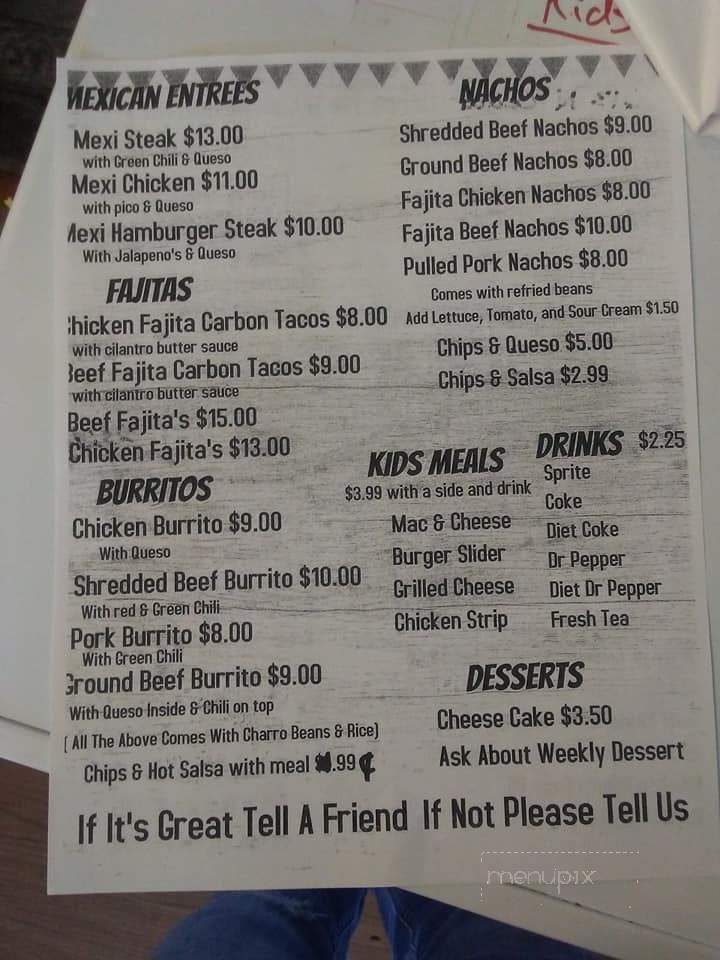 Kids
MEXICAN ENTREES
Mexi Steak $13.00
with Green Chili & Queso
Mexi Chicken $11.00
with pico & Queso
Mexi Hamburger Steak $10.00
With Jalapeno's & Queso
FAJITAS
Chicken Fajita Carbon Tacos $8.00
with cilantro butter sauce
Beef Fajita Carbon Tacos $9.00
with cilantro butter sauce
Beef Fajita's $15.00
Chicken Fajita's $13.00
BURRITOS
Chicken Burrito $9.00
With Queso
Shredded Beef Burrito $10.00
With red & Green Chili
Pork Burrito $8.00
With Green Chili
Ground Beef Burrito $9.00
With Queso Inside & Chili on top
( All The Above Comes With Charro Beans & Rice)
Chips & Hot Salsa with meal .99¢
NACHOS
Shredded Beef Nachos $9.00
Ground Beef Nachos $8.00
Fajita Chicken Nachos $8.00
Fajita Beef Nachos $10.00
Pulled Pork Nachos $8.00
Comes with refried beans
Add Lettuce, Tomato, and Sour Cream $1.50
Chips & Queso $5.00
Chips & Salsa $2.99
KIDS MEALS
$3.99 with a side and drink
Mac & Cheese
Burger Slider
Grilled Cheese
Chicken Strip
DRINKS $2.25
Sprite
Coke
Diet Coke
Dr Pepper
Diet Dr Pepper
Fresh Tea
DESSERTS
Cheese Cake $3.50
Ask About Weekly Dessert
If It's Great Tell A Friend If Not Please Tell Us
menupix